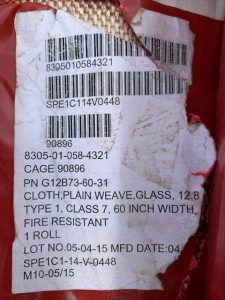 8305010584321
SPE1C114V0448
90896
8305-01-058-4321
CAGE 90896
PN G12B73-60-31
CLOTH,PLAIN WEAVE,GLASS, 12.8
TYPE 1, CLASS 7, 60 INCH WIDTH,
FIRE RESISTANT
1 ROLL
LOT NO.05-04-15 MFD DATE:04
SPE1C1-14-V-0448
M10-05/15